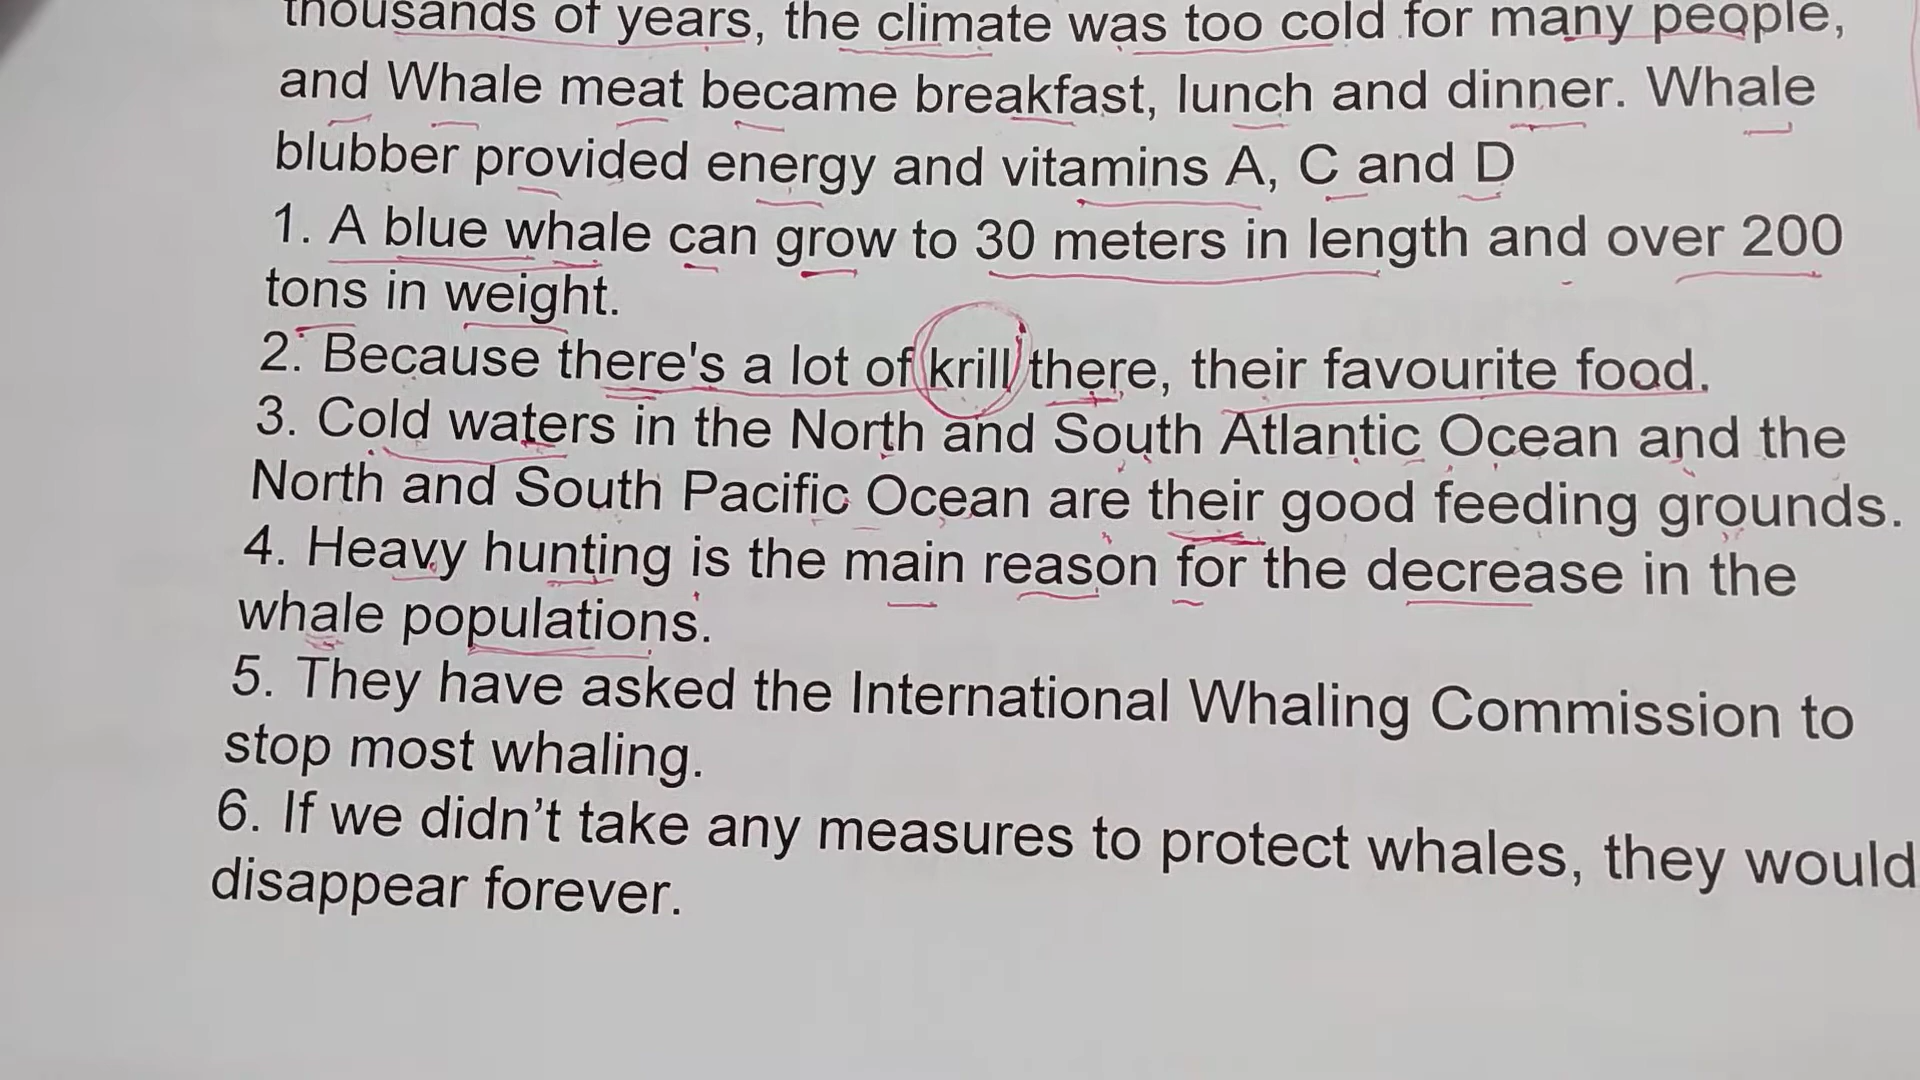 thousands of years, the climate was too cold for many people,
and Whale meat became breakfast, lunch and dinner. Whale
blubber provided energy and vitamins A, C and D
1. A blue whale can grow to 30 meters in length and over 200
tons in weight.
2. Because there's a lot of krill there, their favourite food.
3. Cold waters in the North and South Atlantic Ocean and the
North and South Pacific Ocean are their good feeding grounds.
4. Heavy hunting is the main reason for the decrease in the
whale populations.
5. They have asked the International Whaling Commission to
stop most whaling.
6. If we didn’t take any measures to protect whales, they would
disappear forever.